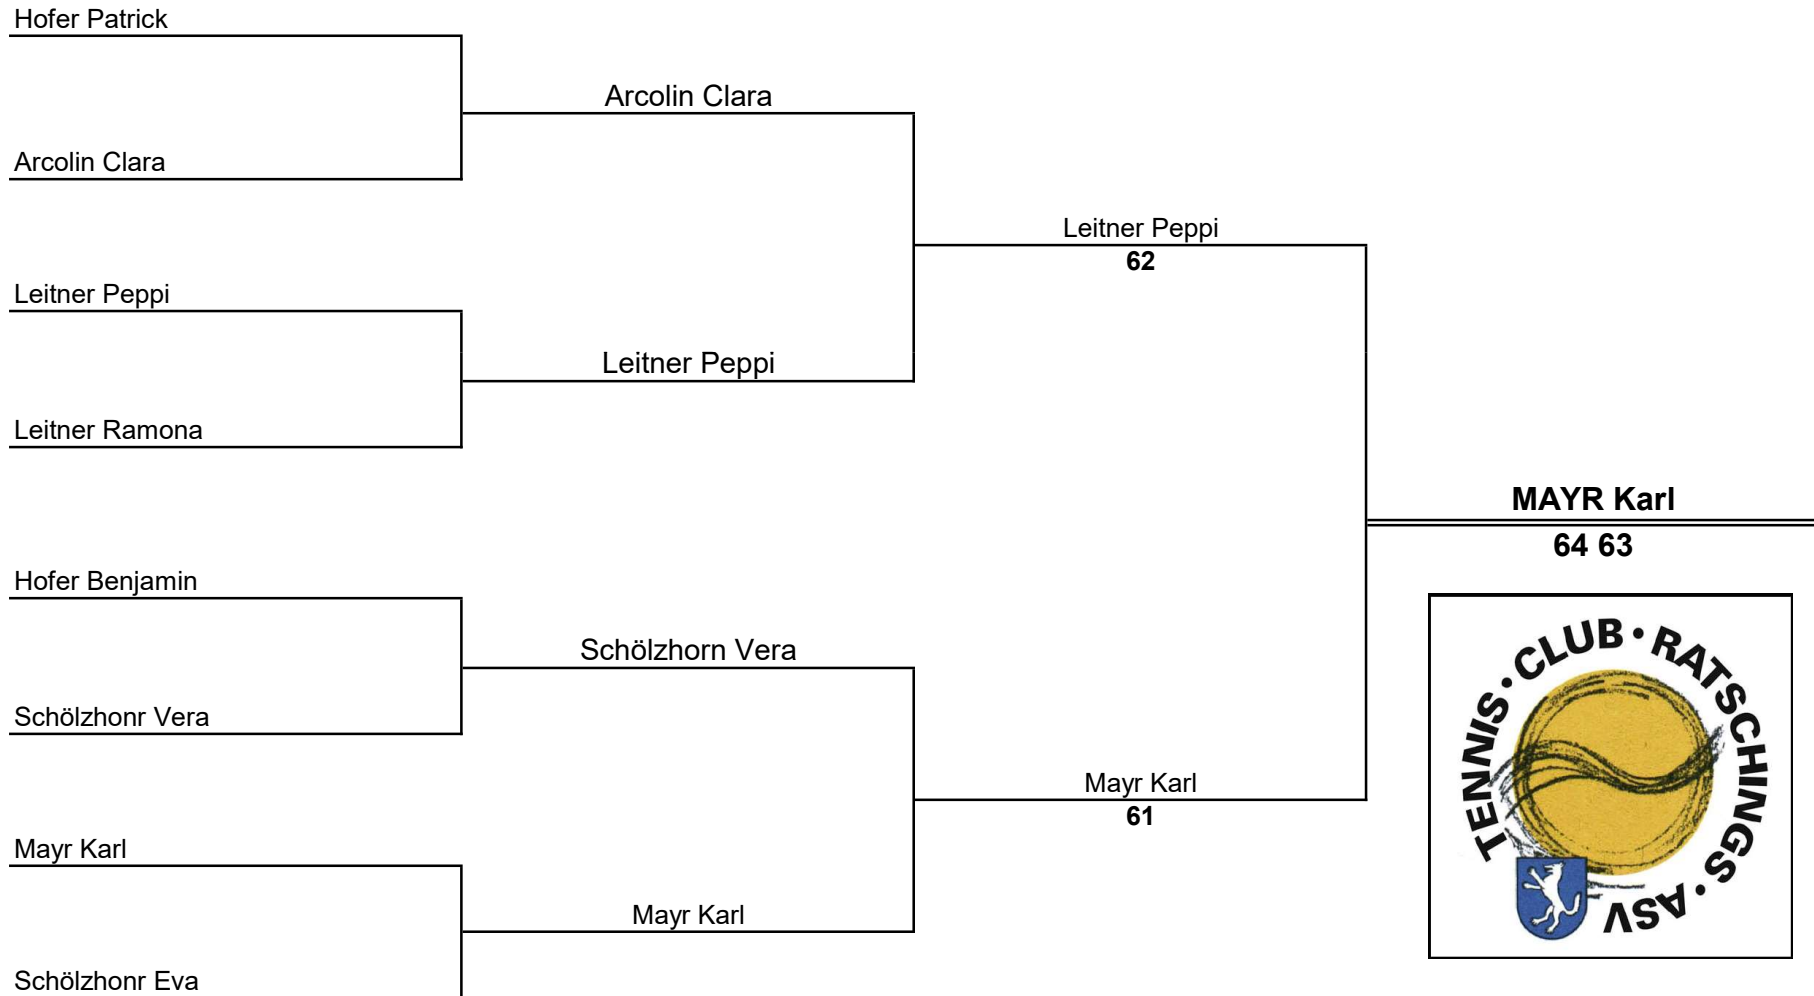 Hofer Patrick
Arcolin Clara
Arcolin Clara
Leitner Peppi
62
Leitner Peppi
Leitner Peppi
Leitner Ramona
MAYR Karl
64 63
Hofer Benjamin
Schölzhorn Vera
Schölzhonr Vera
Mayr Karl
61
Mayr Karl
Mayr Karl
Schölzhonr Eva
TENNIS·CLUB·RATSCHINGS·ASV